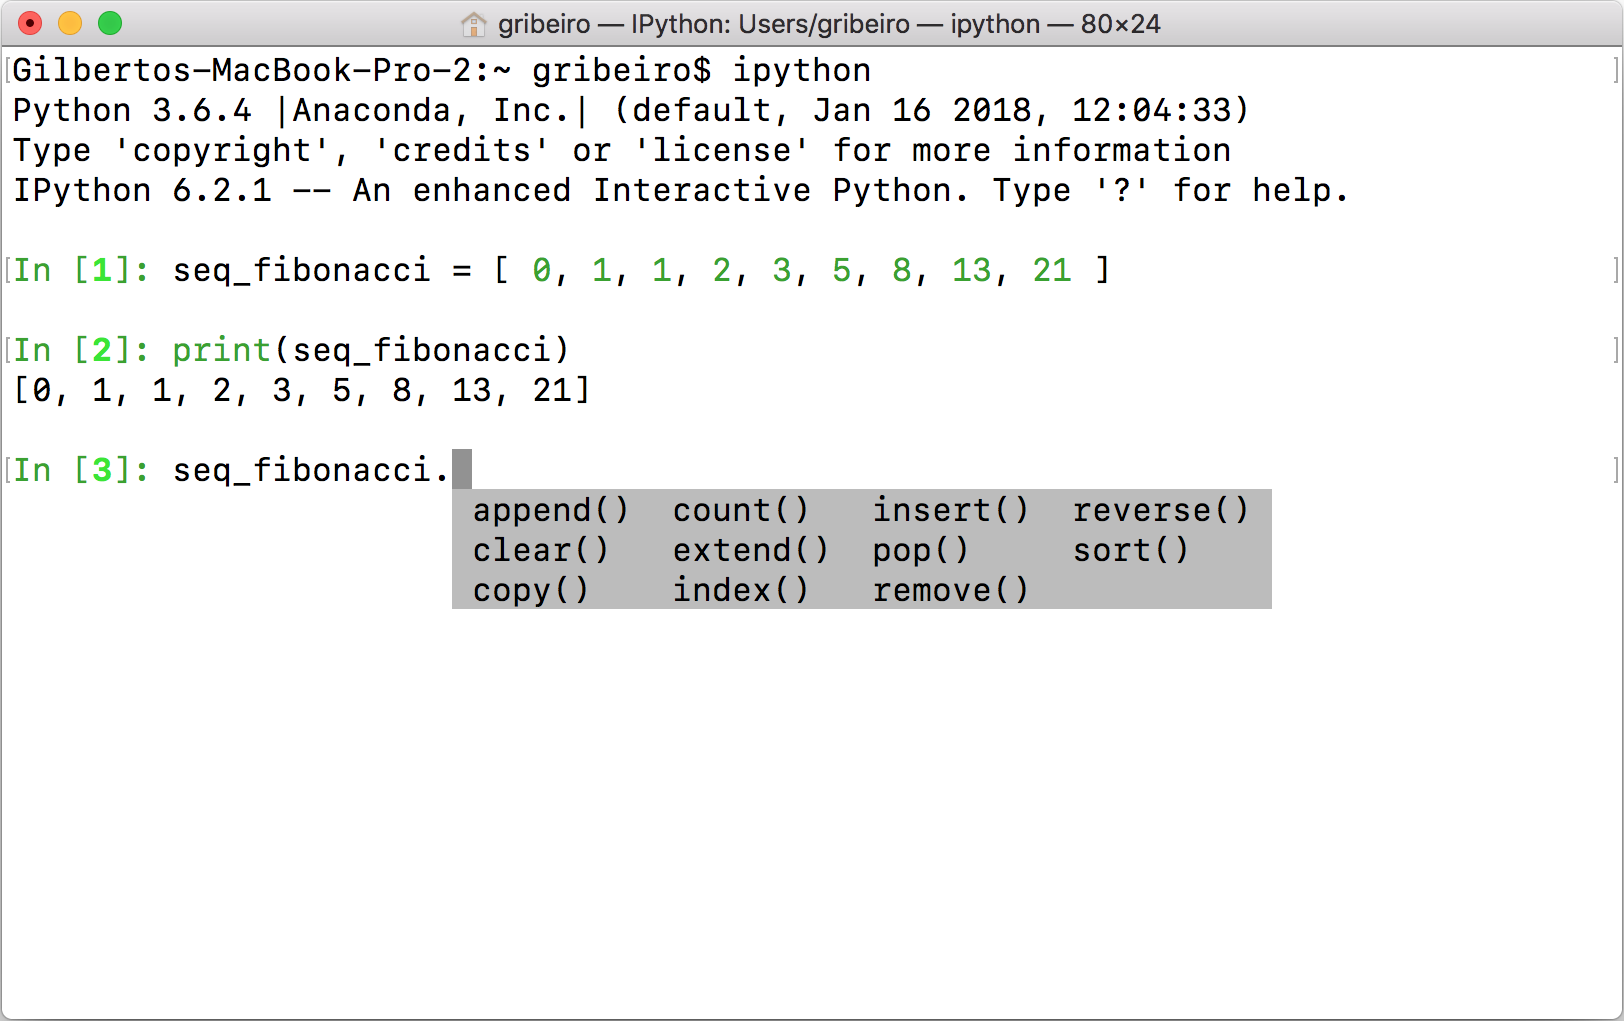 gribeiro — IPython: Users/gribeiro — ipython — 80×24
Gilbertos-MacBook-Pro-2:~ gribeiro$ ipython
Python 3.6.4 |Anaconda, Inc.| (default, Jan 16 2018, 12:04:33)
Type 'copyright', 'credits' or 'license' for more information
IPython 6.2.1 -- An enhanced Interactive Python. Type '?' for help.
In [1]: seq_fibonacci = [ 0, 1, 1, 2, 3, 5, 8, 13, 21 ]
In [2]: print(seq_fibonacci)
[0, 1, 1, 2, 3, 5, 8, 13, 21]
In [3]: seq_fibonacci.
append() count() insert() reverse()
clear() extend() pop() sort()
copy() index() remove()